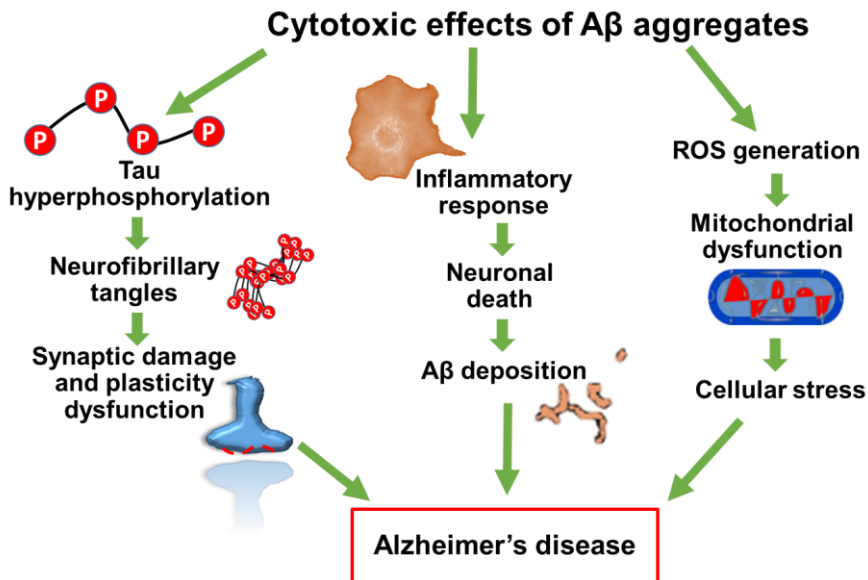 Cytotoxic effects of Aβ aggregates
P
P
P
P
Tau
hyperphosphorylation
Neurofibrillary
tangles
Synaptic damage
and plasticity
dysfunction
Inflammatory
response
Neuronal
death
Aβ deposition
ROS generation
Mitochondrial
dysfunction
Cellular stress
Alzheimer's disease